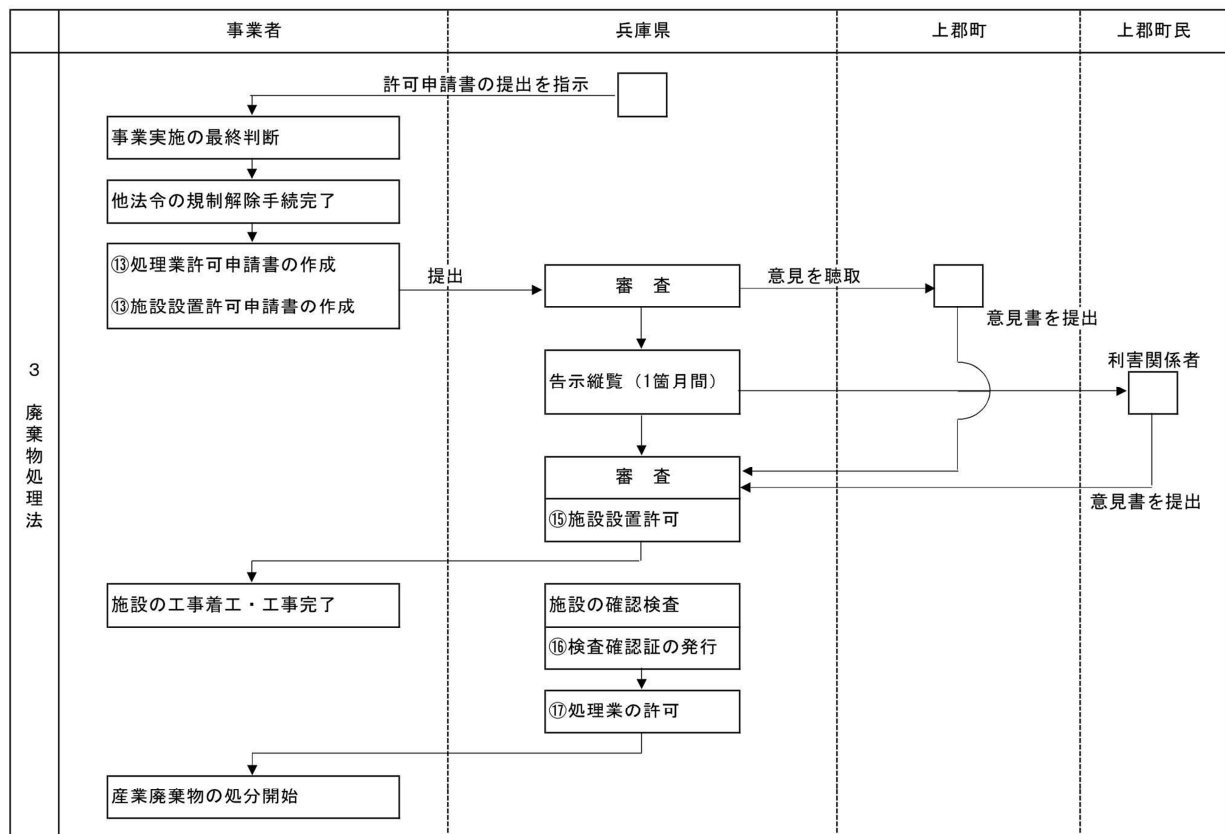 事業者
兵庫県
上郡町
上郡町民
3 廃棄物処理法
許可申請書の提出を指示
事業実施の最終判断
他法令の規制解除手続完了
⑬処理業許可申請書の作成
⑬施設設置許可申請書の作成
提出
審　査
意見を聴取
意見書を提出
告示縦覧（1箇月間）
利害関係者
審　査
意見書を提出
⑮施設設置許可
施設の工事着工・工事完了
施設の確認検査
⑯検査確認証の発行
⑰処理業の許可
産業廃棄物の処分開始